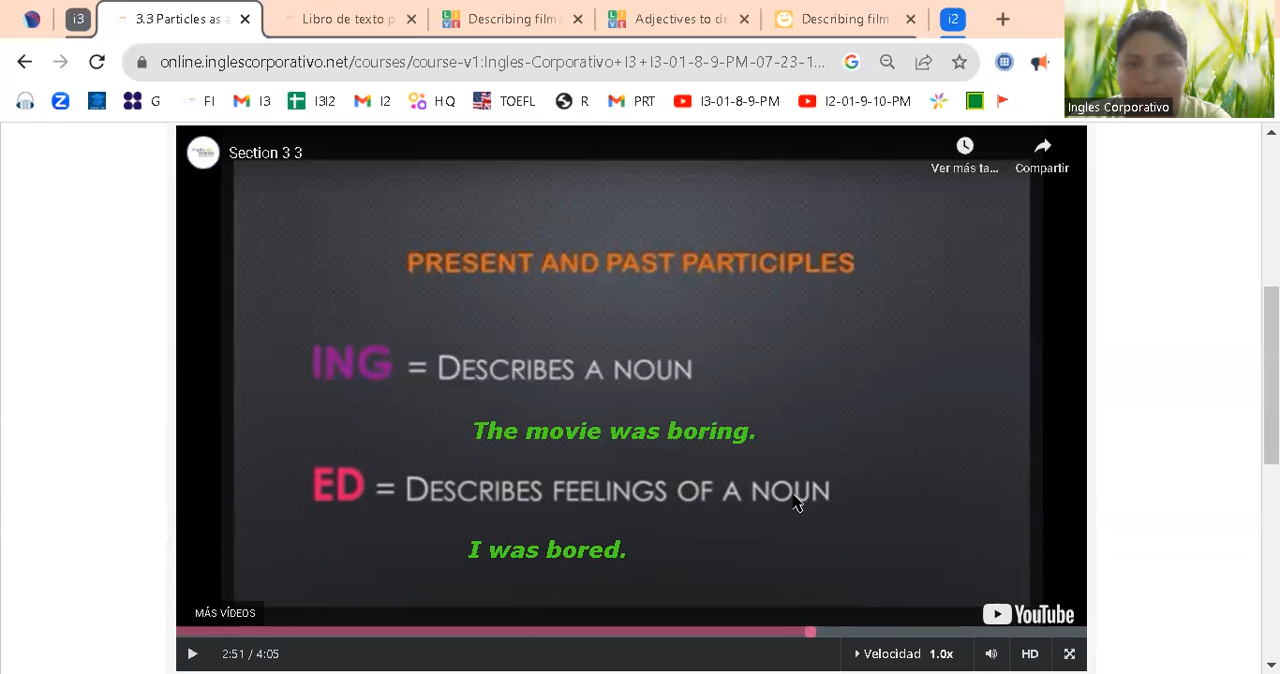 i3
3.3 Particles as a
Libro de texto p
Describing film
Adjectives to de
Describing film
i2
online.inglescorporativo.net/courses/course-v1:Ingles-Corporativo+I3+I3-01-8-9-PM-07-23-1...
G
FI
I3
I3I2
I2
HQ
TOEFL
R
PRT
I3-01-8-9-PM
I2-01-9-10-PM
Ingles Corporativo
Section 3 3
Ver más ta...
Compartir
PRESENT AND PAST PARTICIPLES
ING = DESCRIBES A NOUN
The movie was boring.
ED = DESCRIBES FEELINGS OF A NOUN
I was bored.
MÁS VÍDEOS
YouTube
2:51 / 4:05
Velocidad 1.0x
HD